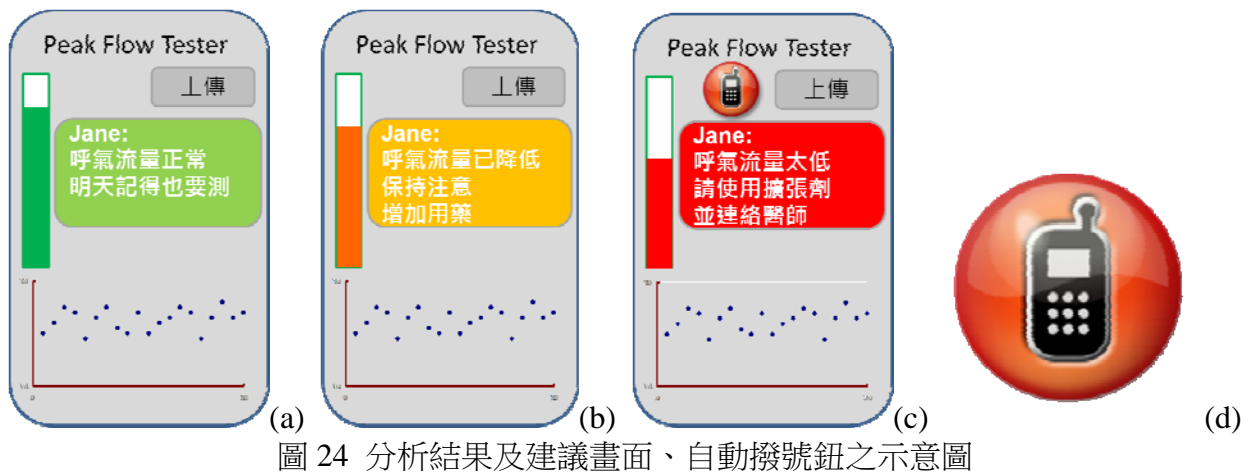 Peak Flow Tester
上傳
Jane:
呼氣流量正常
明天記得也要測
(a)
Peak Flow Tester
上傳
Jane:
呼氣流量已降低
保持注意
增加用藥
(b)
Peak Flow Tester
上傳
Jane:
呼氣流量太低
請使用擴張劑
並連絡醫師
(c)
(d)
圖 24 分析結果及建議畫面、自動撥號鈕之示意圖